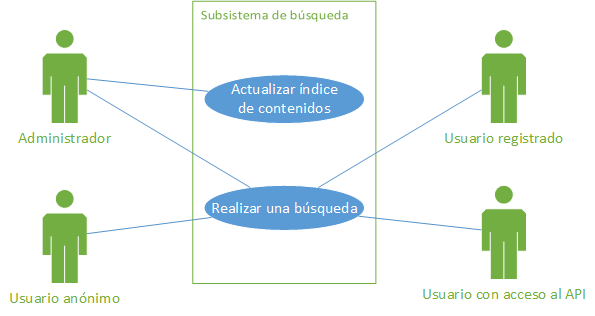 Subsistema de búsqueda
Actualizar índice
de contenidos
Administrador
Usuario registrado
Realizar una búsqueda
Usuario anónimo
Usuario con acceso al API